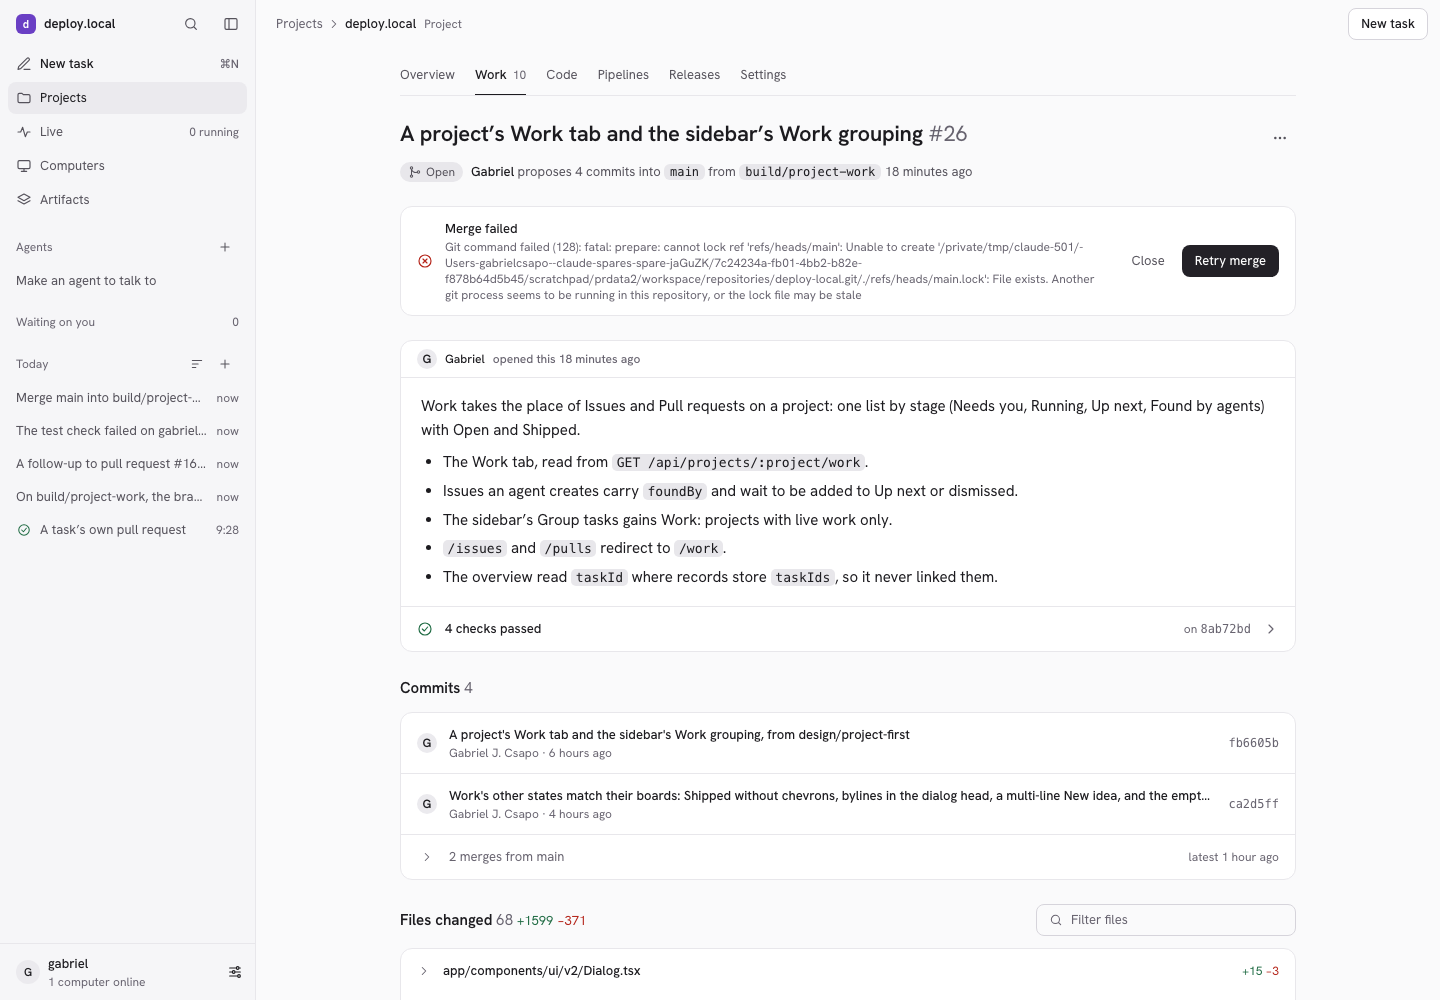 d deploy.local
New task ⌘N
Projects
Live 0 running
Computers
Artifacts
Agents
Make an agent to talk to
Waiting on you 0
Today
Merge main into build/project-... now
The test check failed on gabriel... now
A follow-up to pull request #16... now
On build/project-work, the bra... now
A task’s own pull request 9:28
G gabriel
1 computer online
Projects deploy.local Project
New task
Overview Work 10 Code Pipelines Releases Settings
A project’s Work tab and the sidebar’s Work grouping #26
Open Gabriel proposes 4 commits into main from build/project-work 18 minutes ago
Merge failed
Git command failed (128): fatal: prepare: cannot lock ref 'refs/heads/main': Unable to create '/private/tmp/claude-501/-
Users-gabrielcsapo--claude-spares-spare-jaGuZK/7c24234a-fb01-4bb2-b82e-
f878b64d5b45/scratchpad/prdata2/workspace/repositories/deploy-local.git/./refs/heads/main.lock': File exists. Another
git process seems to be running in this repository, or the lock file may be stale
Close Retry merge
G Gabriel opened this 18 minutes ago
Work takes the place of Issues and Pull requests on a project: one list by stage (Needs you, Running, Up next, Found by agents)
with Open and Shipped.
• The Work tab, read from GET /api/projects/:project/work.
• Issues an agent creates carry foundBy and wait to be added to Up next or dismissed.
• The sidebar’s Group tasks gains Work: projects with live work only.
• /issues and /pulls redirect to /work.
• The overview read taskId where records store taskIds, so it never linked them.
4 checks passed on 8ab72bd
Commits 4
G A project's Work tab and the sidebar's Work grouping, from design/project-first
Gabriel J. Csapo · 6 hours ago fb6605b
G Work's other states match their boards: Shipped without chevrons, bylines in the dialog head, a multi-line New idea, and the empt...
Gabriel J. Csapo · 4 hours ago ca2d5ff
2 merges from main latest 1 hour ago
Files changed 68 +1599 −371
Filter files
app/components/ui/v2/Dialog.tsx +15 −3